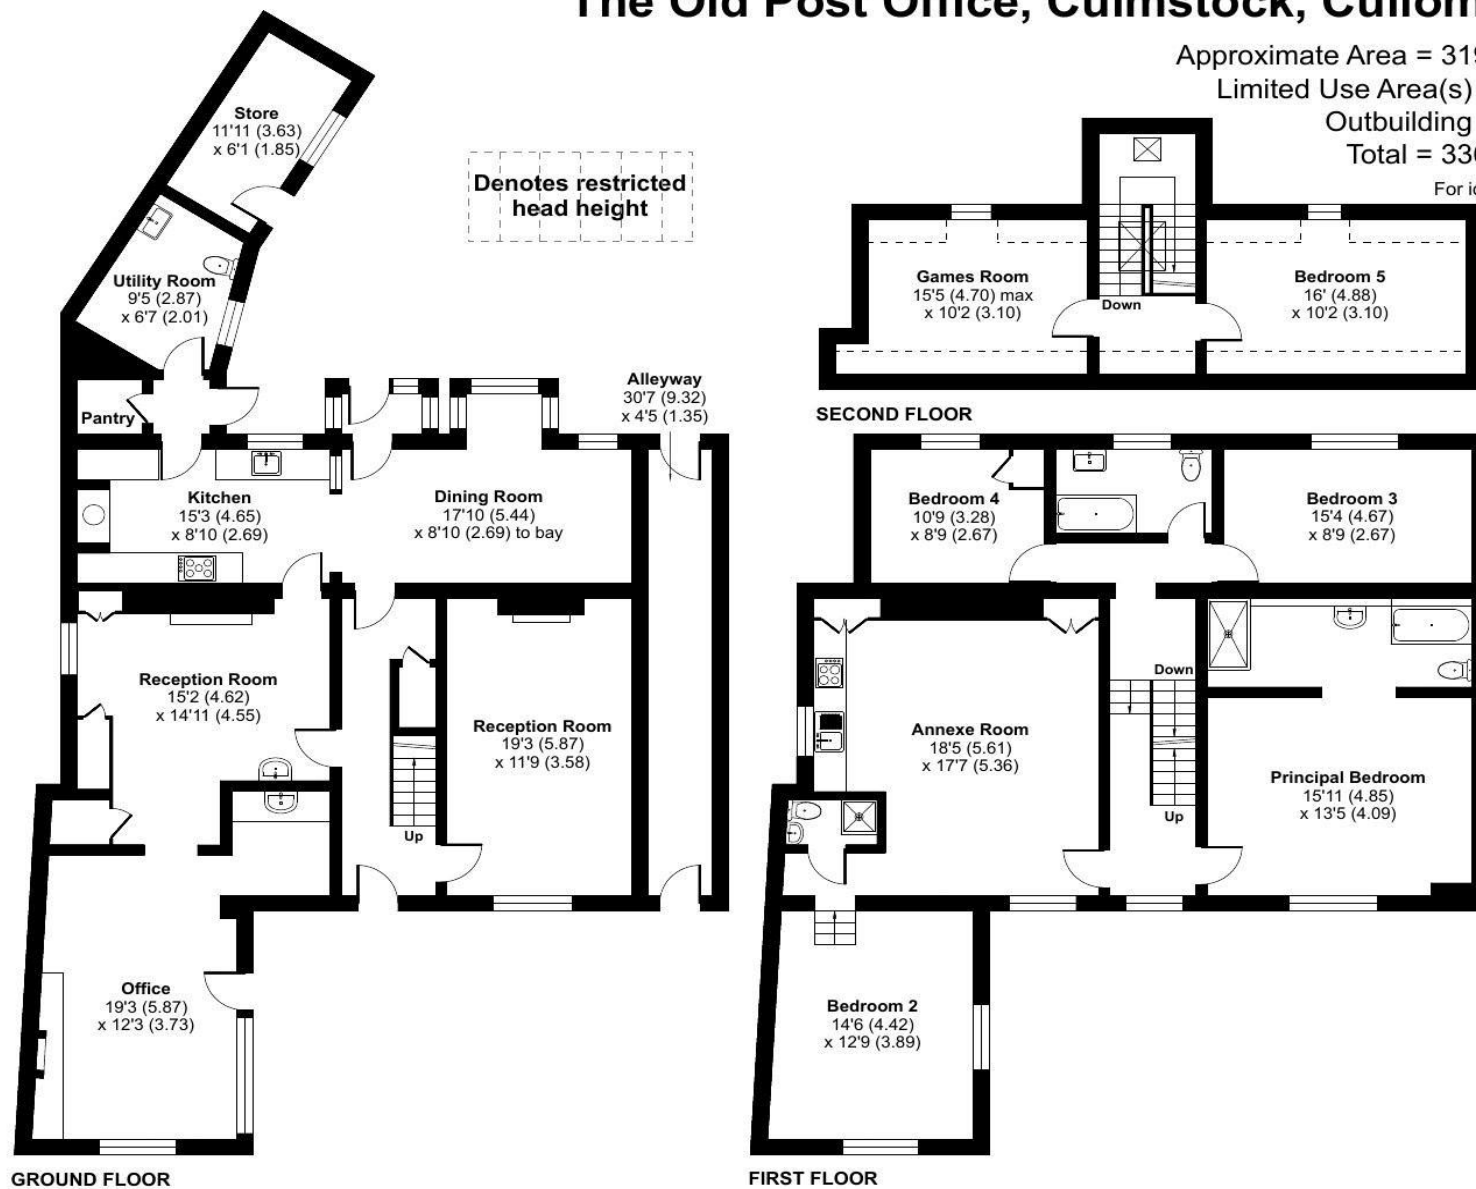 The Old Post Office, Culmstock, Cullom
Approximate Area = 319
Limited Use Area(s)
Outbuilding
Total = 336
For id
Store
11'11 (3.63)
x 6'1 (1.85)
Denotes restricted
head height
Utility Room
9'5 (2.87)
x 6'7 (2.01)
Pantry
Alleyway
30'7 (9.32)
x 4'5 (1.35)
Kitchen
15'3 (4.65)
x 8'10 (2.69)
Dining Room
17'10 (5.44)
x 8'10 (2.69) to bay
Reception Room
15'2 (4.62)
x 14'11 (4.55)
Reception Room
19'3 (5.87)
x 11'9 (3.58)
Up
Office
19'3 (5.87)
x 12'3 (3.73)
GROUND FLOOR
Games Room
15'5 (4.70) max
x 10'2 (3.10)
Down
Bedroom 5
16' (4.88)
x 10'2 (3.10)
SECOND FLOOR
Bedroom 4
10'9 (3.28)
x 8'9 (2.67)
Bedroom 3
15'4 (4.67)
x 8'9 (2.67)
Down
Annexe Room
18'5 (5.61)
x 17'7 (5.36)
Principal Bedroom
15'11 (4.85)
x 13'5 (4.09)
Up
Bedroom 2
14'6 (4.42)
x 12'9 (3.89)
FIRST FLOOR